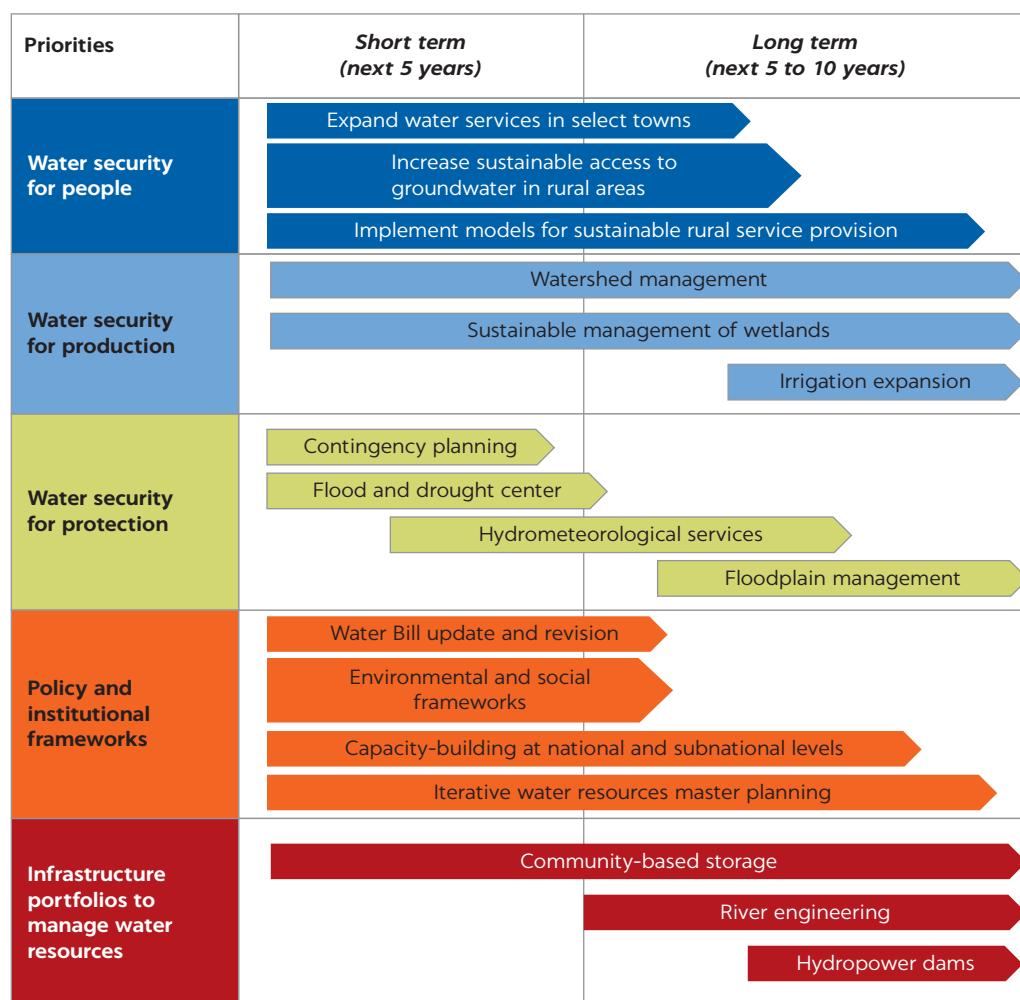 Priorities
Short term
(next 5 years)
Long term
(next 5 to 10 years)
Water security
for people
Expand water services in select towns
Increase sustainable access to
groundwater in rural areas
Implement models for sustainable rural service provision
Water security
for production
Watershed management
Sustainable management of wetlands
Irrigation expansion
Water security
for protection
Contingency planning
Flood and drought center
Hydrometeorological services
Floodplain management
Policy and
institutional
frameworks
Water Bill update and revision
Environmental and social
frameworks
Capacity-building at national and subnational levels
Iterative water resources master planning
Infrastructure
portfolios to
manage water
resources
Community-based storage
River engineering
Hydropower dams